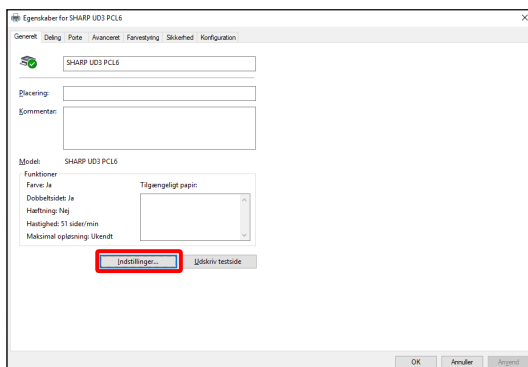 Egenskaber for SHARP UD3 PCL6
Generelt Deling Porte Avanceret Farvestyring Sikkerhed Konfiguration
SHARP UD3 PCL6
Placering:
Kommentar:
Model: SHARP UD3 PCL6
Funktioner
Farve: Ja Tilgængeligt papir:
Dobbeltsidet: Ja
Hæftning: Nej
Hastighed: 51 sider/min
Maksimal opløsning: Ukendt
Indstillinger... Udskriv testside
OK Annuller Anvend